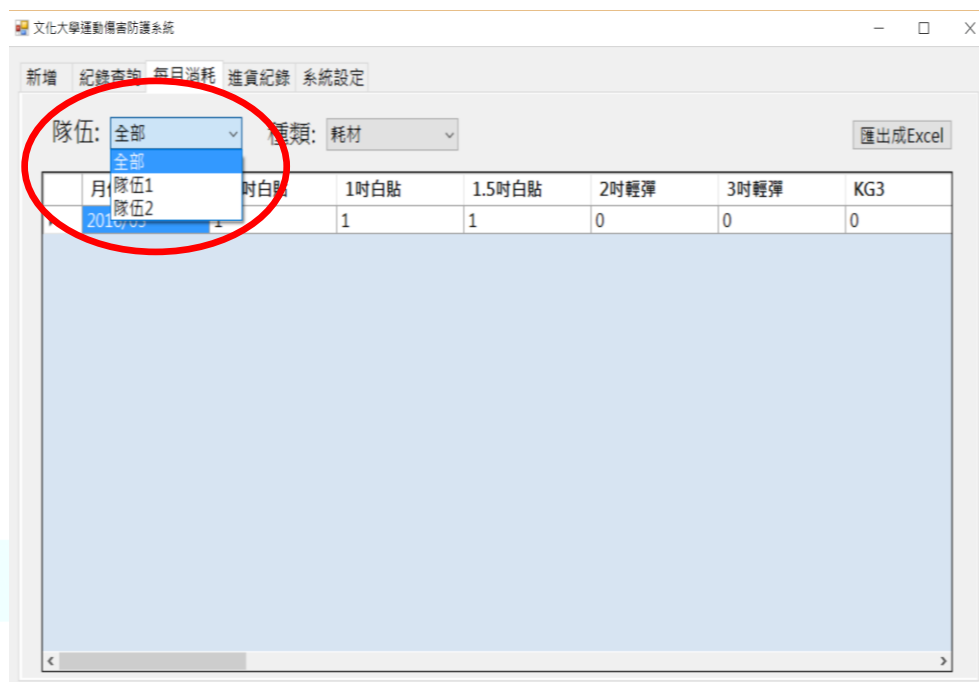 文化大學運動傷害防護系統
新增 紀錄查詢 每月消耗 進貨紀錄 系統設定
隊伍: 全部 種類: 耗材 匯出成Excel
全部
隊伍1
隊伍2
吋白貼 1吋白貼 1.5吋白貼 2吋輕彈 3吋輕彈 KG3
1 1 1 0 0 0